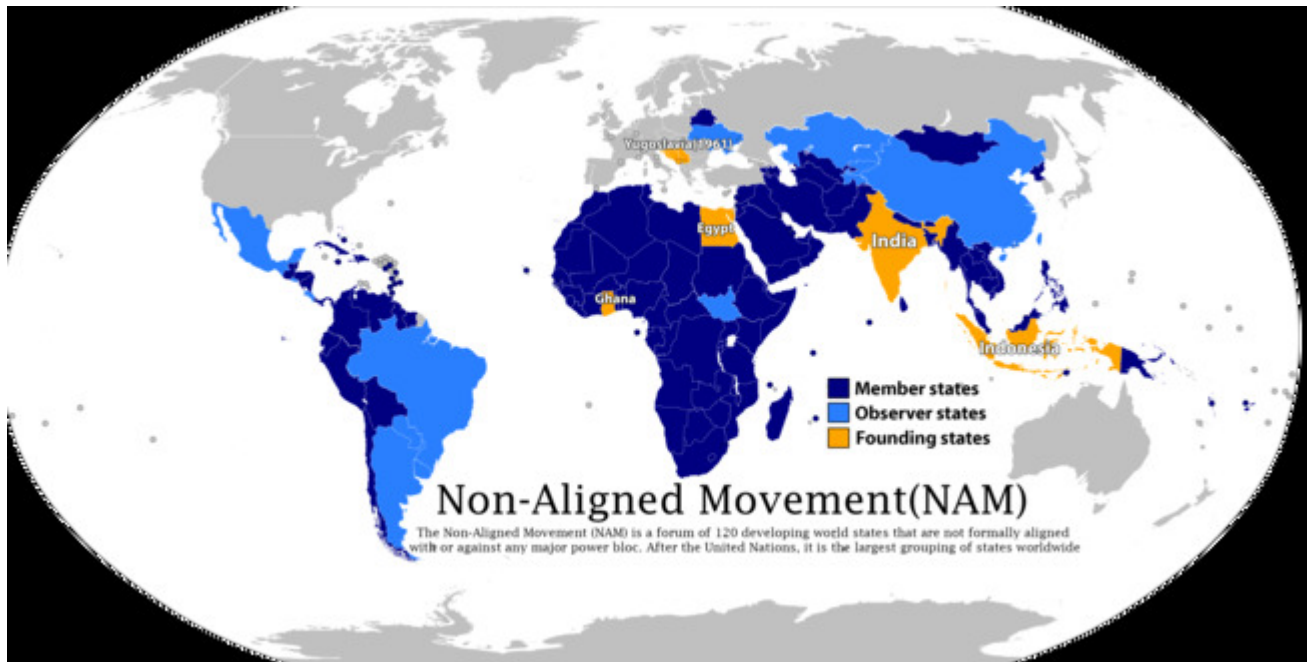 Yugoslavia(1961)
Egypt
India
Ghana
Indonesia
Member states
Observer states
Founding states
Non-Aligned Movement(NAM)
The Non-Aligned Movement (NAM) is a forum of 120 developing world states that are not formally aligned
with or against any major power bloc. After the United Nations, it is the largest grouping of states worldwide